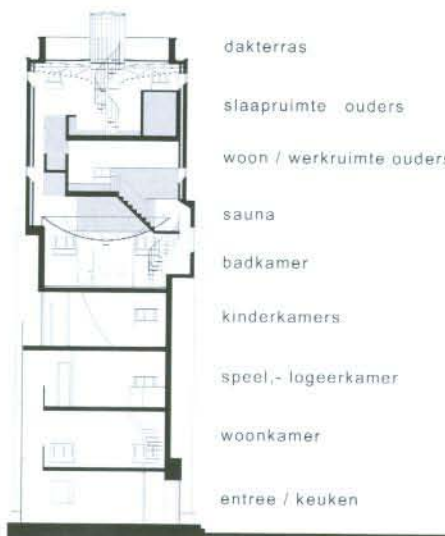 dakterras
slaapruimte ouders
woon / werkruimte ouders
sauna
badkamer
kinderkamers
speel,- logeerkamer
woonkamer
entree / keuken